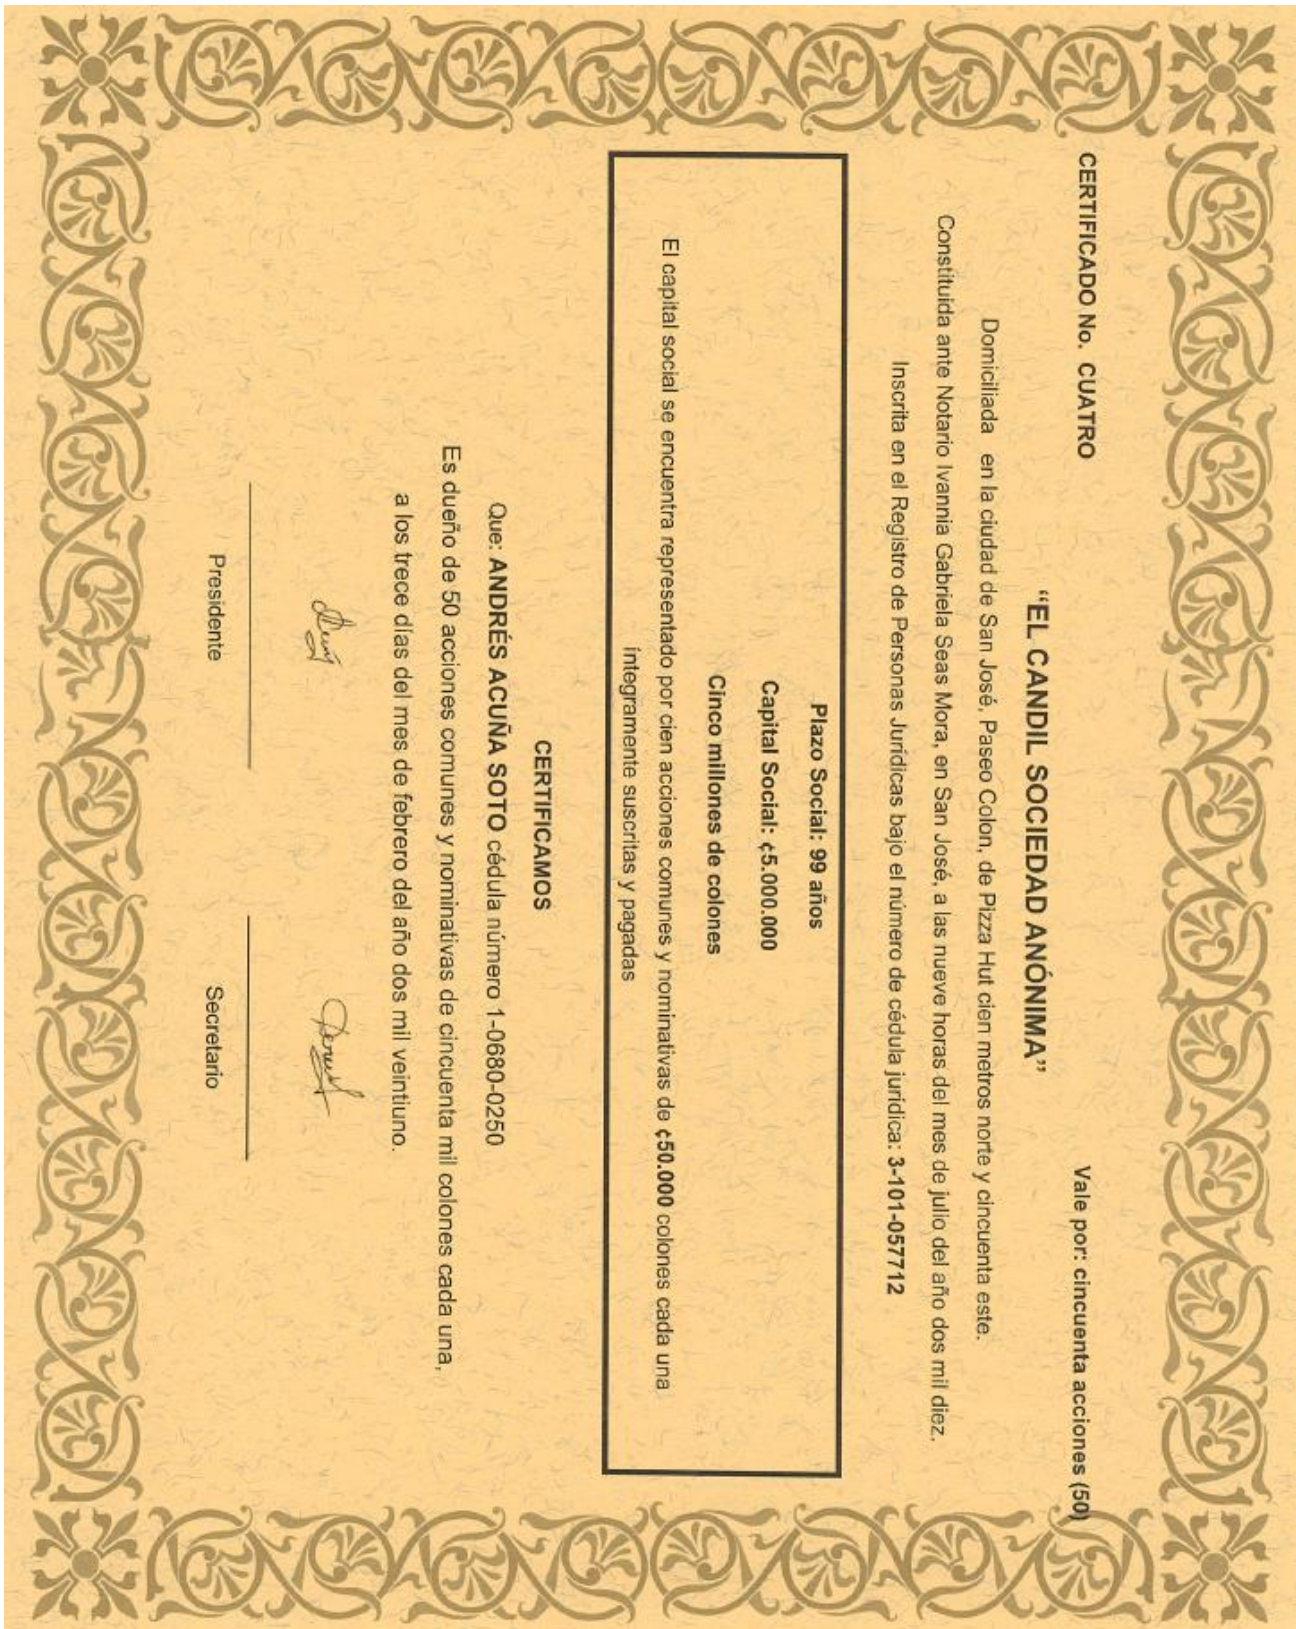 CERTIFICADO No. CUATRO
Vale por: cincuenta acciones (50)
“EL CANDIL SOCIEDAD ANÓNIMA”
Domiciliada en la ciudad de San José, Paseo Colon, de Pizza Hut cien metros norte y cincuenta este.
Constituida ante Notario Ivannia Gabriela Seas Mora, en San José, a las nueve horas del mes de julio del año dos mil diez.
Inscrita en el Registro de Personas Jurídicas bajo el número de cédula jurídica: 3-101-057712
Plazo Social: 99 años
Capital Social: ¢5.000.000
Cinco millones de colones
El capital social se encuentra representado por cien acciones comunes y nominativas de ¢50.000 colones cada una
integramente suscritas y pagadas
CERTIFICAMOS
Que: ANDRÉS ACUÑA SOTO cédula número 1-0680-0250
Es dueño de 50 acciones comunes y nominativas de cincuenta mil colones cada una,
a los trece días del mes de febrero del año dos mil veintiuno.
Presidente
Secretario